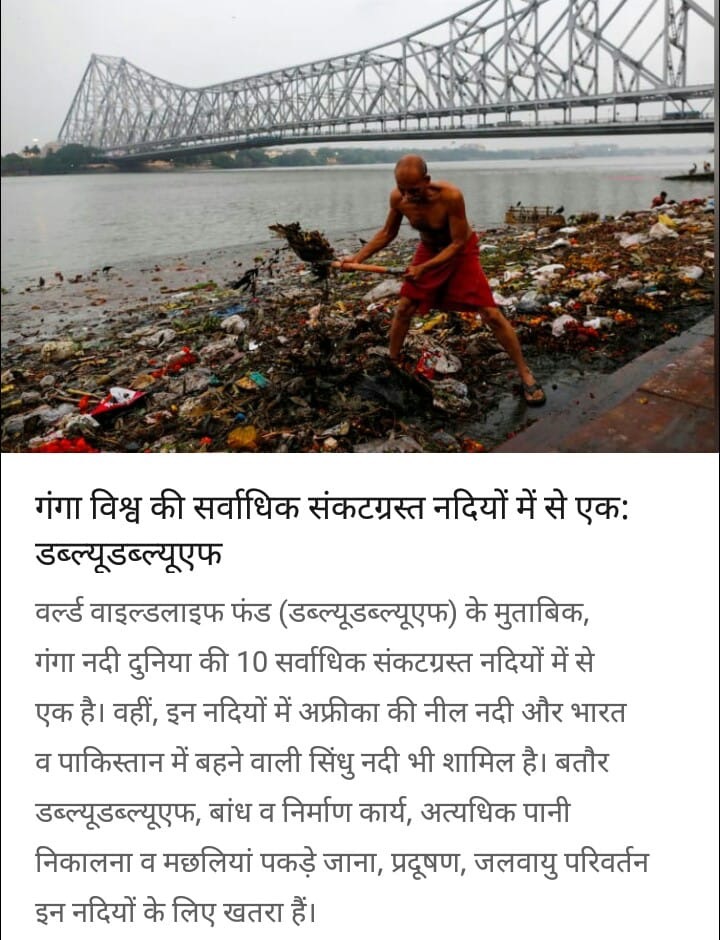 गंगा विश्व की सर्वाधिक संकटग्रस्त नदियों में से एक:
डब्ल्यूडब्ल्यूएफ
वर्ल्ड वाइल्डलाइफ फंड (डब्ल्यूडब्ल्यूएफ) के मुताबिक,
गंगा नदी दुनिया की 10 सर्वाधिक संकटग्रस्त नदियों में से
एक है। वहीं, इन नदियों में अफ्रीका की नील नदी और भारत
व पाकिस्तान में बहने वाली सिंधु नदी भी शामिल है। बतौर
डब्ल्यूडब्ल्यूएफ, बांध व निर्माण कार्य, अत्यधिक पानी
निकालना व मछलियां पकड़े जाना, प्रदूषण, जलवायु परिवर्तन
इन नदियों के लिए खतरा हैं।